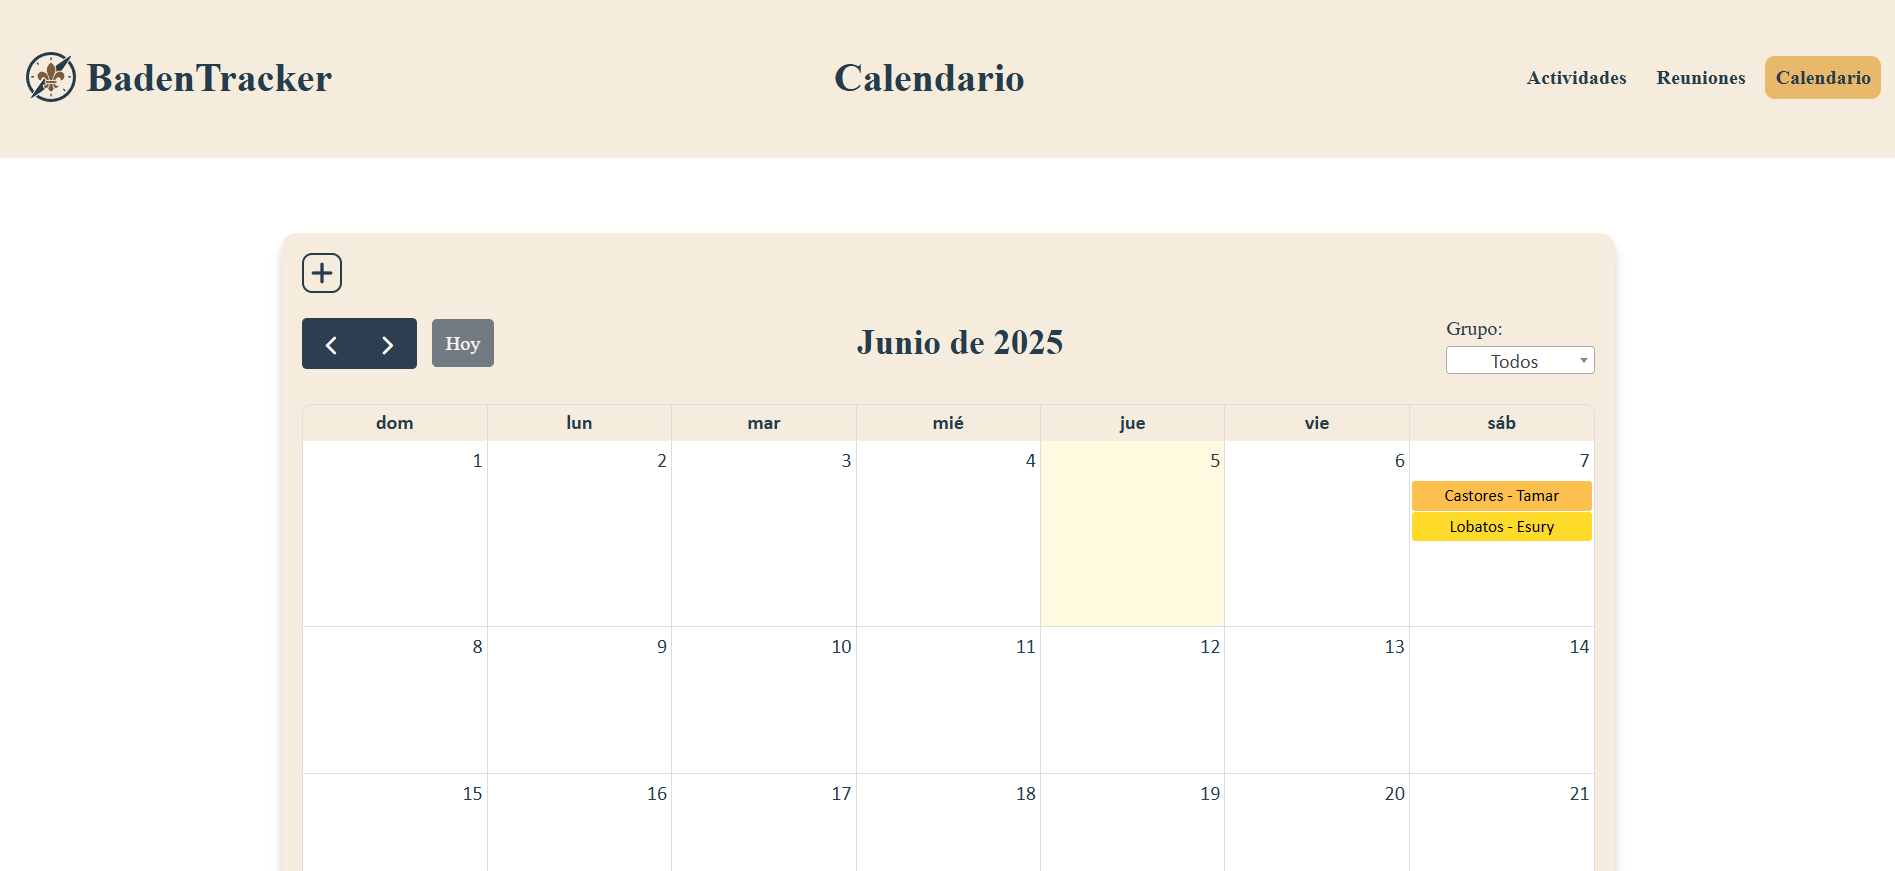 BadenTracker
Calendario
Actividades Reuniones Calendario
Hoy
Junio de 2025
Grupo:
Todos
dom lun mar mié jue vie sáb
1 2 3 4 5 6 7
Castores - Tamar
Lobatos - Esury
8 9 10 11 12 13 14
15 16 17 18 19 20 21